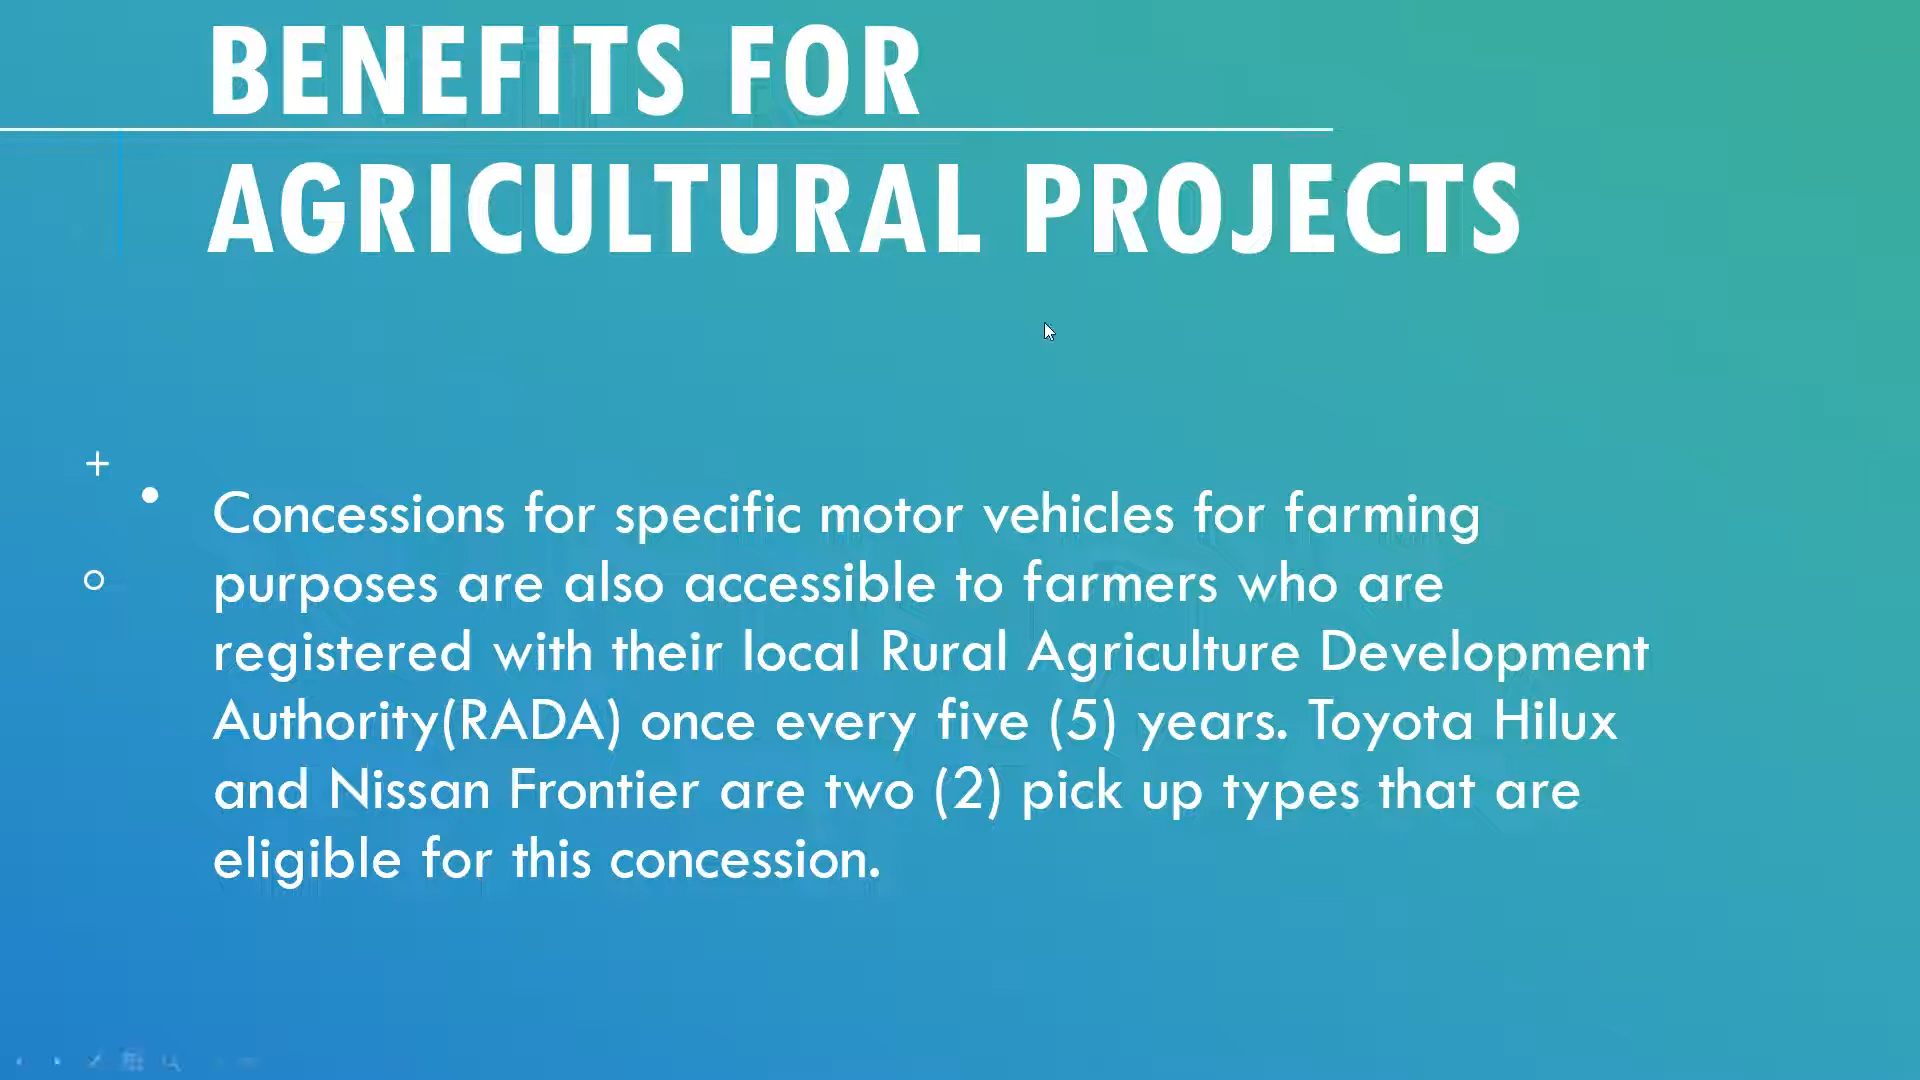 BENEFITS FOR
AGRICULTURAL PROJECTS
Concessions for specific motor vehicles for farming
purposes are also accessible to farmers who are
registered with their local Rural Agriculture Development
Authority(RADA) once every five (5) years. Toyota Hilux
and Nissan Frontier are two (2) pick up types that are
eligible for this concession.